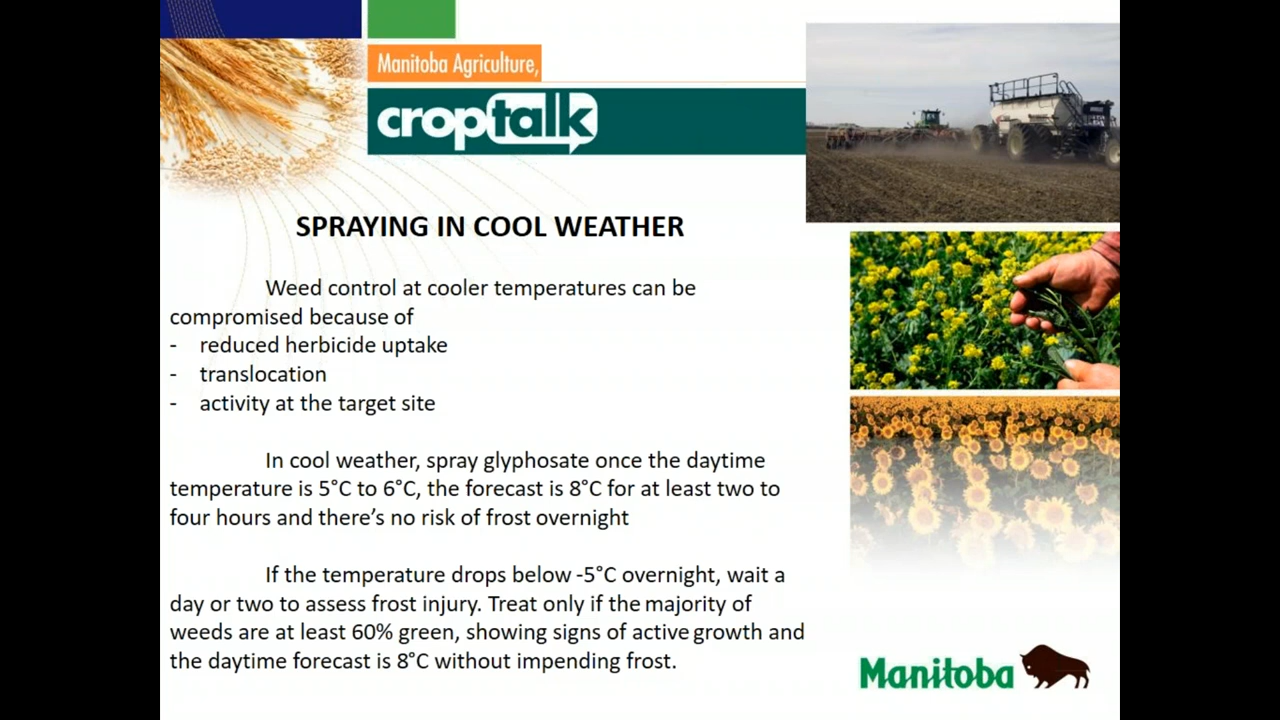 Manitoba Agriculture,
croptalk
SPRAYING IN COOL WEATHER
Weed control at cooler temperatures can be
compromised because of
- reduced herbicide uptake
- translocation
- activity at the target site
In cool weather, spray glyphosate once the daytime
temperature is 5°C to 6°C, the forecast is 8°C for at least two to
four hours and there’s no risk of frost overnight
If the temperature drops below -5°C overnight, wait a
day or two to assess frost injury. Treat only if the majority of
weeds are at least 60% green, showing signs of active growth and
the daytime forecast is 8°C without impending frost.
Manitoba